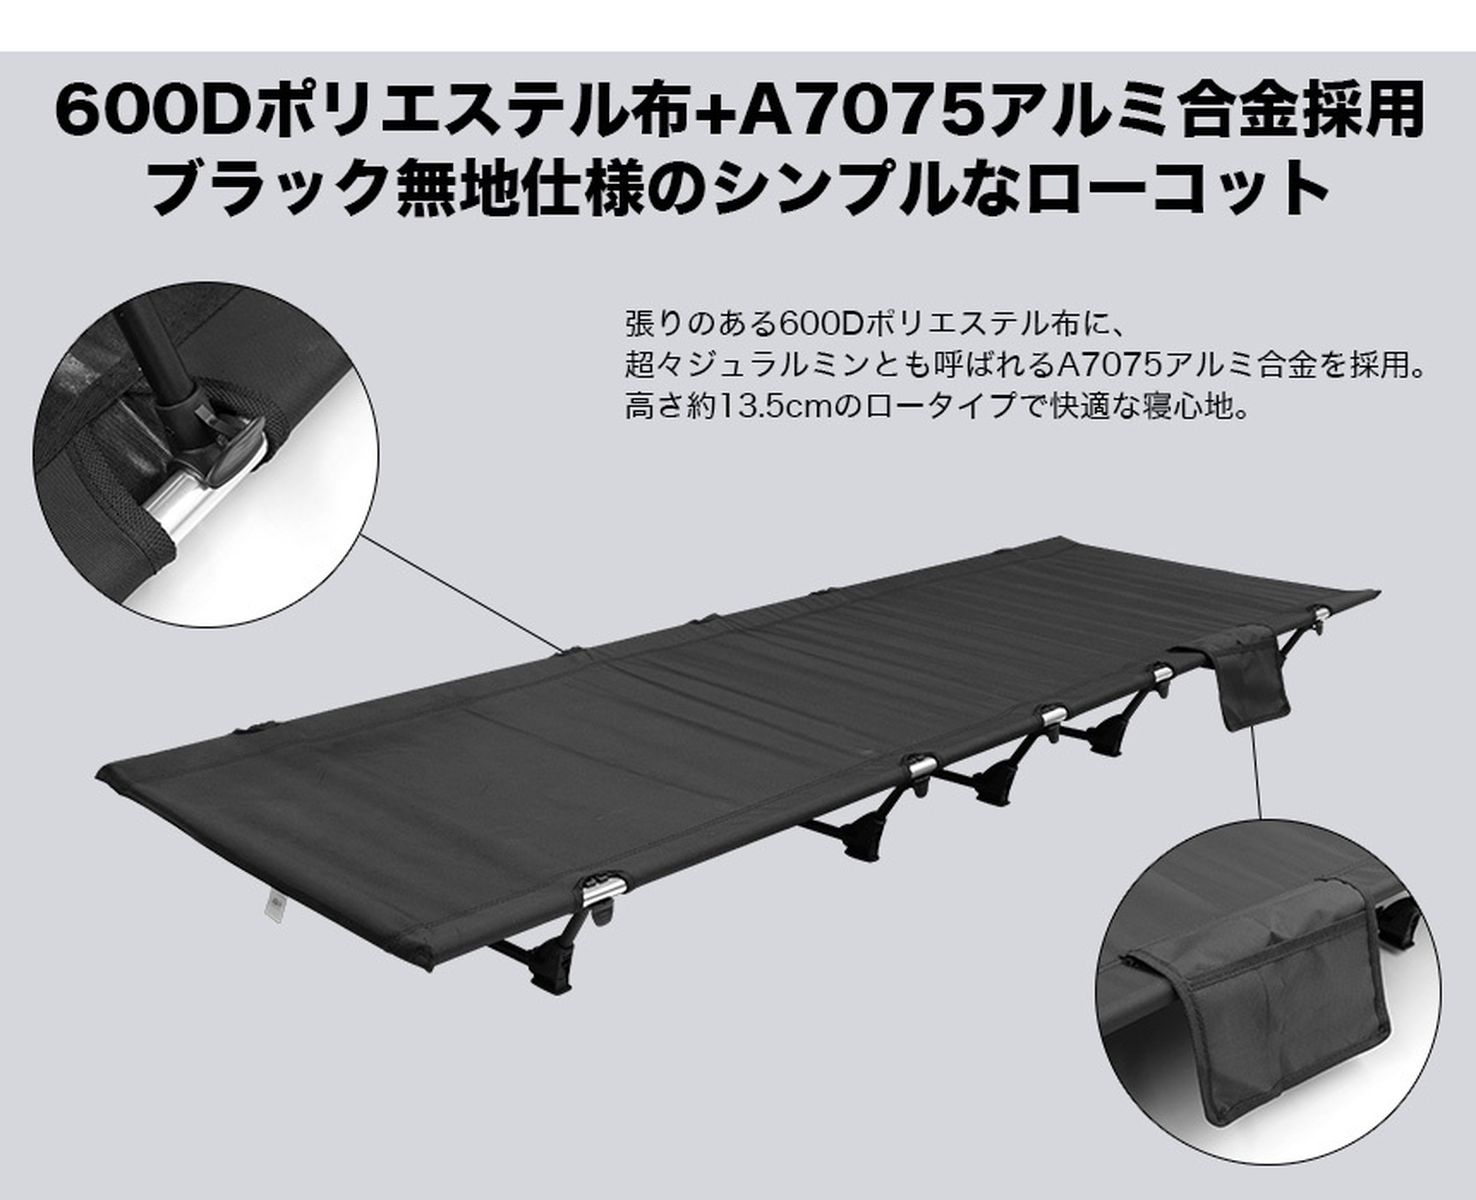 600Dポリエステル布+A7075アルミ合金採用
ブラック無地仕様のシンプルなローコット
張りのある600Dポリエステル布に、
超々ジュラルミンとも呼ばれるA7075アルミ合金を採用。
高さ約13.5cmのロータイプで快適な寝心地。